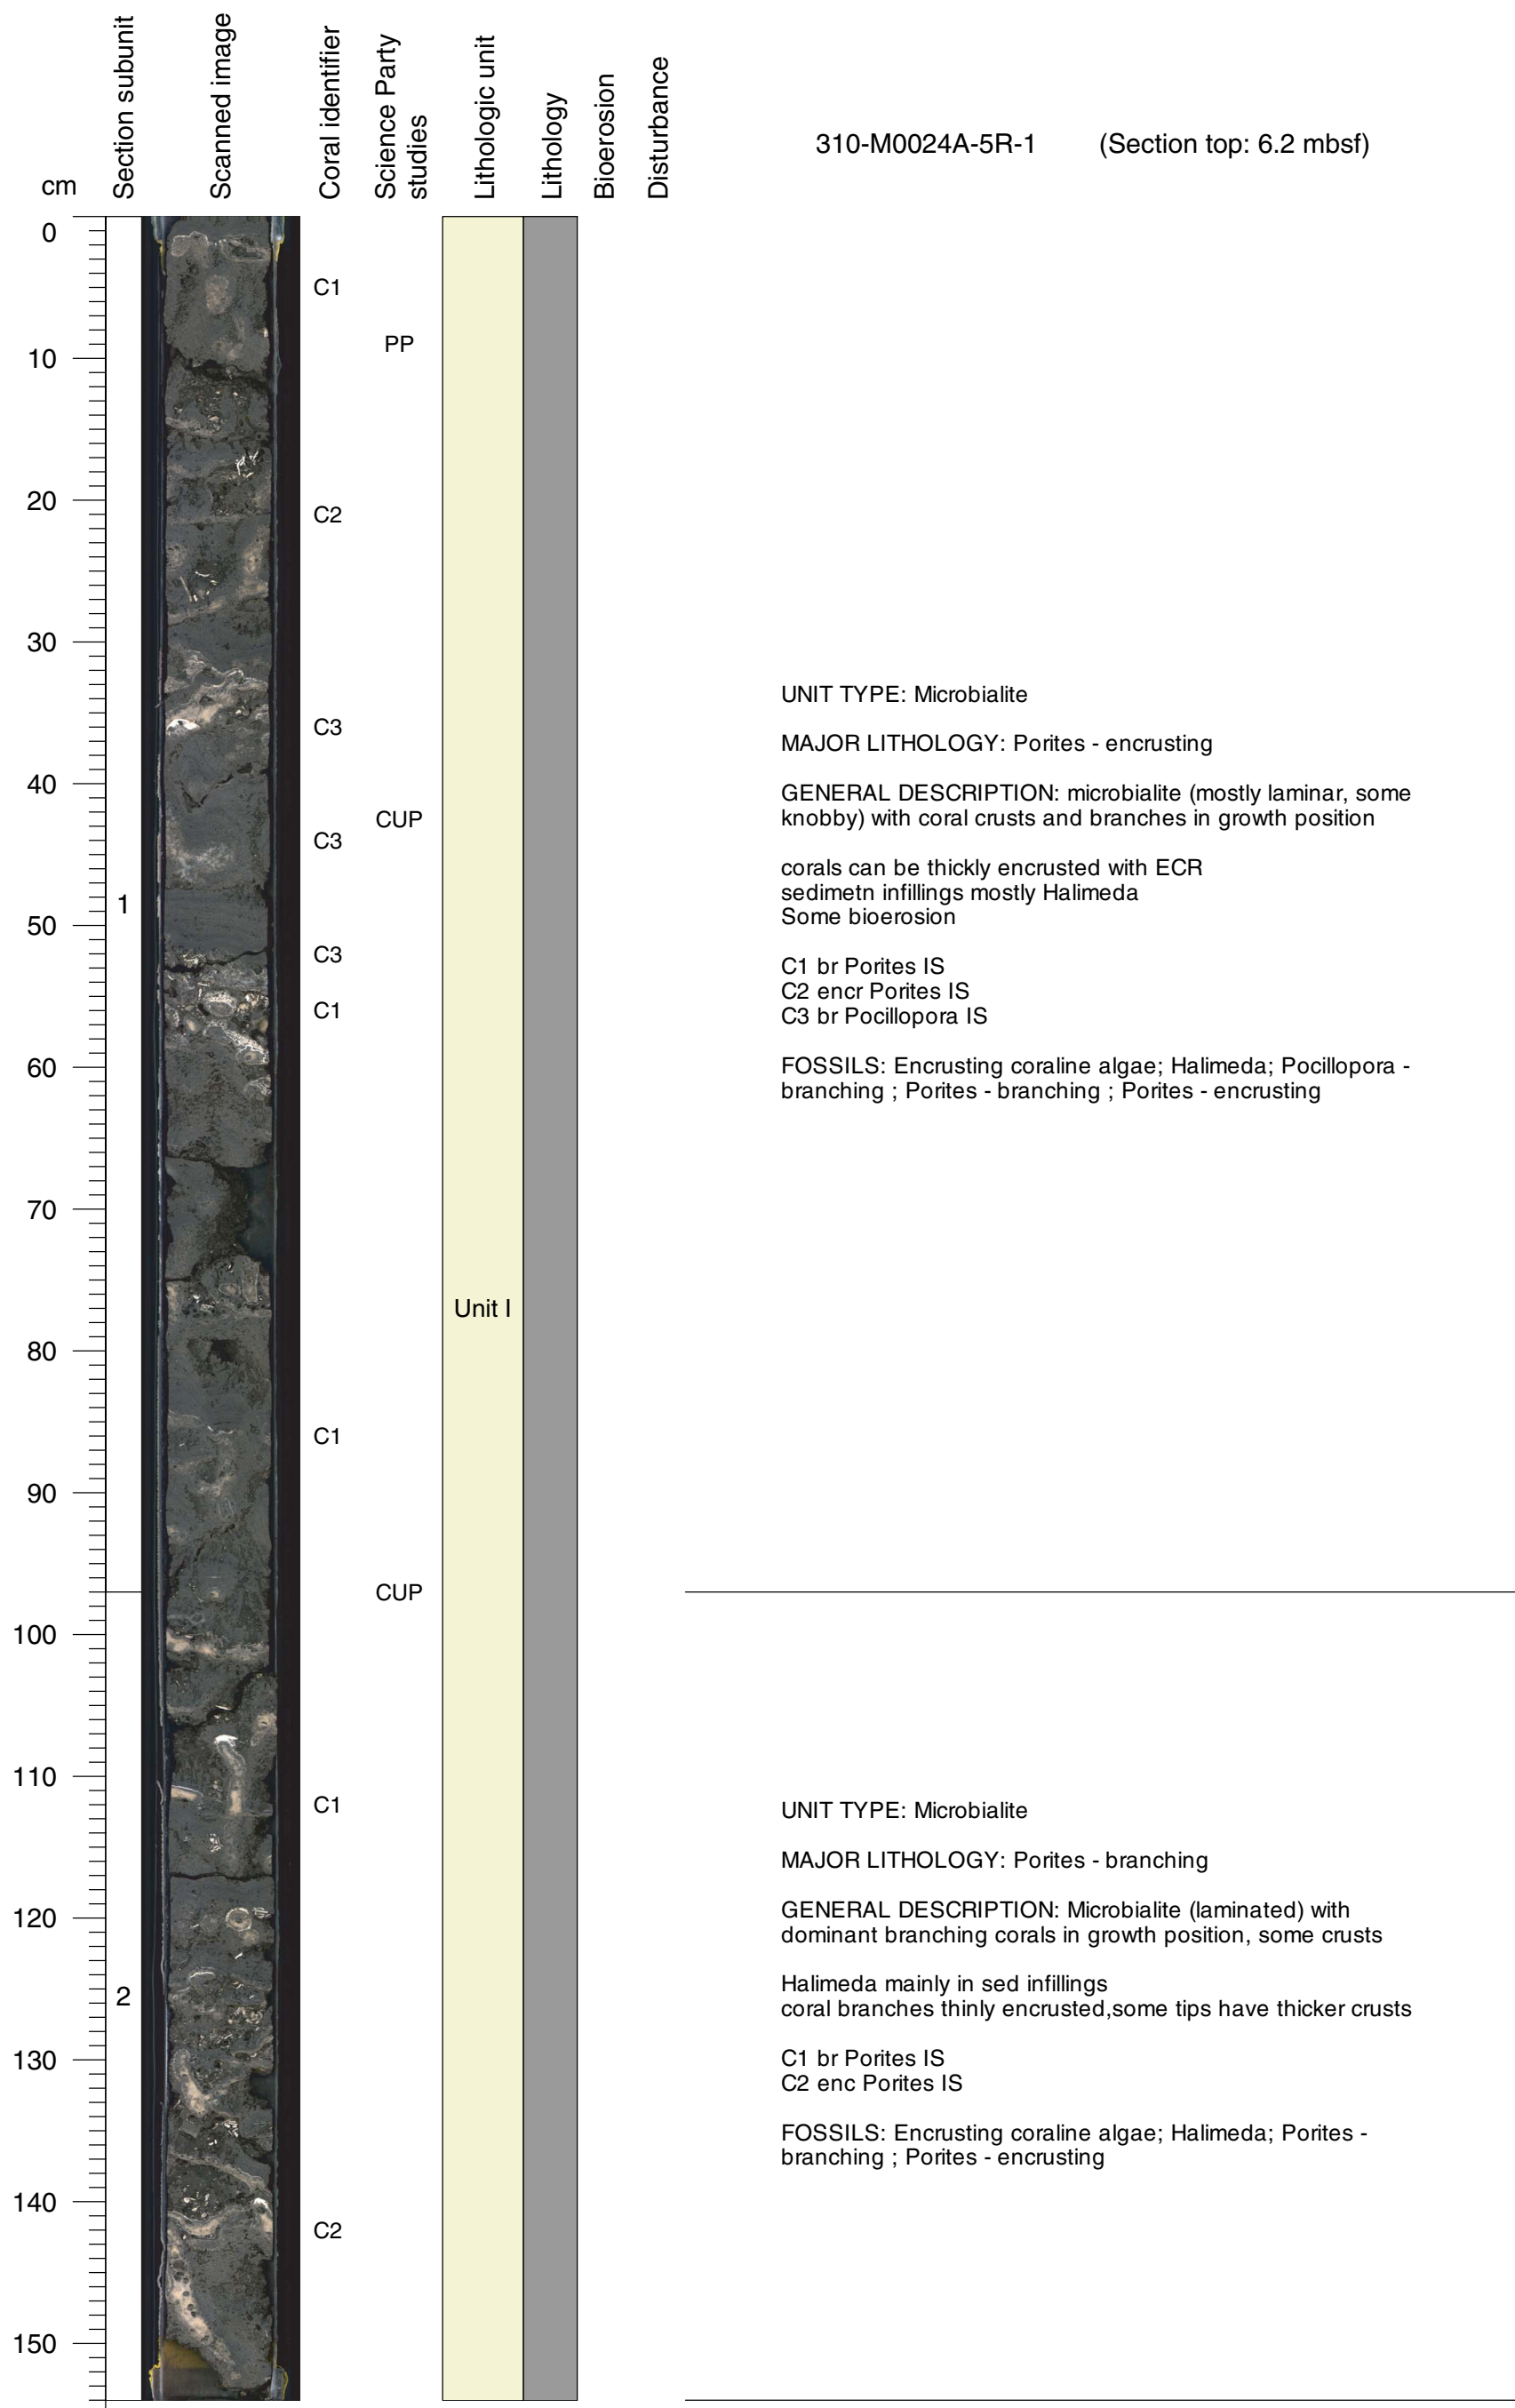 310-M0024A-5R-1 (Section top: 6.2 mbsf)
cm
Section subunit
Scanned image
Coral identifier
Science Party
studies
Lithologic unit
Lithology
Bioerosion
Disturbance
0
10
20
30
40
50
60
70
80
90
100
110
120
130
140
150
1
2
C1
C2
C3
C3
C3
C1
C1
C1
C2
PP
CUP
CUP
Unit I
UNIT TYPE: Microbialite
MAJOR LITHOLOGY: Porites - encrusting
GENERAL DESCRIPTION: microbialite (mostly laminar, some
knobby) with coral crusts and branches in growth position
corals can be thickly encrusted with ECR
sedimetn infillings mostly Halimeda
Some bioerosion
C1 br Porites IS
C2 encr Porites IS
C3 br Pocillopora IS
FOSSILS: Encrusting coraline algae; Halimeda; Pocillopora -
branching ; Porites - branching ; Porites - encrusting
UNIT TYPE: Microbialite
MAJOR LITHOLOGY: Porites - branching
GENERAL DESCRIPTION: Microbialite (laminated) with
dominant branching corals in growth position, some crusts
Halimeda mainly in sed infillings
coral branches thinly encrusted,some tips have thicker crusts
C1 br Porites IS
C2 enc Porites IS
FOSSILS: Encrusting coraline algae; Halimeda; Porites -
branching ; Porites - encrusting